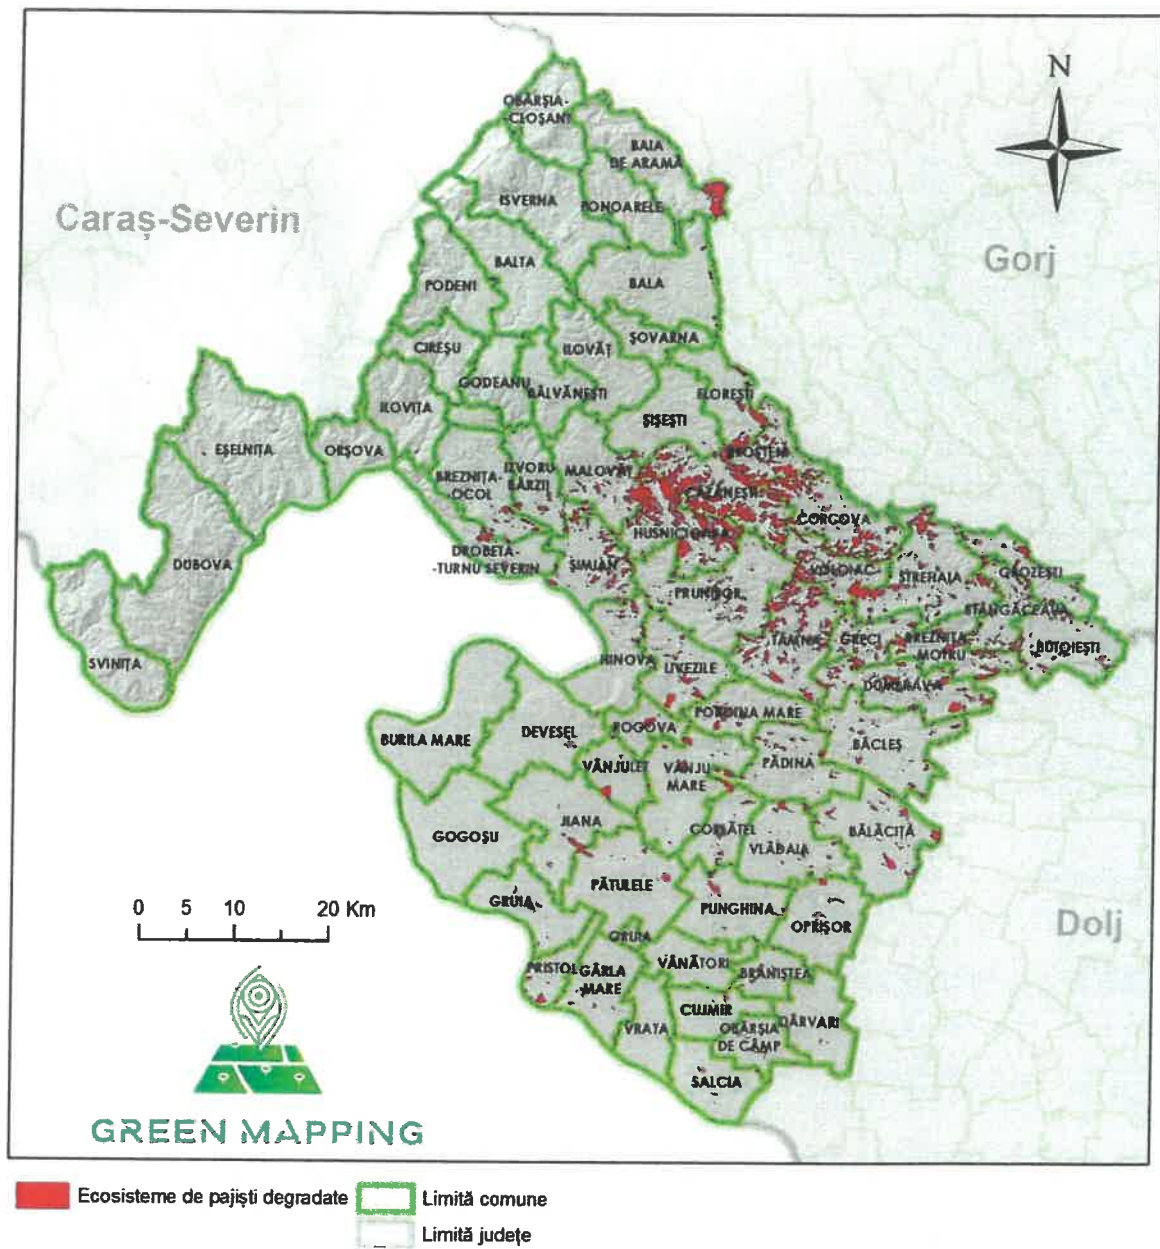 N
OBÂRȘIA-
-CLOȘANI
BAIA
DE ARAMĂ
Caraș-Severin
ISVERNA
PONOARELE
Gorj
BALTA
PODENI
BALA
ȘOVARNA
CIREȘU
ILOVĂȚ
GODEANU
BÂLVĂNEȘTI
FLOREȘTI
ILOVIȚA
ȘIȘEȘTI
EȘELNIȚA
ORȘOVA
BROȘTENI
BREZNIȚA-
-OCOL
IZVORU
BÂRZII
MALOVĂȚ
CĂZĂNEȘTI
CORCOVA
HUSNICIOARA
DROBETA-
-TURNU SEVERIN
ȘIMIAN
DUBOVA
VOLOIAC
STREHAIA
GROZEȘTI
PRUNIȘOR
STÂNGĂCEAUA
SVINIȚA
TÂMNA
GRECI
BREZNIȚA-
MOTRU
BUTOIEȘTI
HINOVA
LIVEZILE
DUMBRAVA
POROINA MARE
BURILA MARE
DEVESEL
ROGOVA
BÂCLEȘ
VÂNJULEȚ
VÂNJU
MARE
PĂDINA
GOGOȘU
JIANA
CORLĂȚEL
VLĂDAIA
BĂLĂCIȚA
PĂTULELE
0 5 10 20 Km
GRUIA
PUNGHINA
OPRIȘOR
Dolj
GRUIA
PRISTOL
GÂRLA
MARE
VÂNĂTORI
BRANIȘTEA
CUJMIR
VRATA
OBÂRȘIA
DE CÂMP
DÂRVARI
SALCIA
GREEN MAPPING
Ecosisteme de pajiști degradate
Limită comune
Limită județe